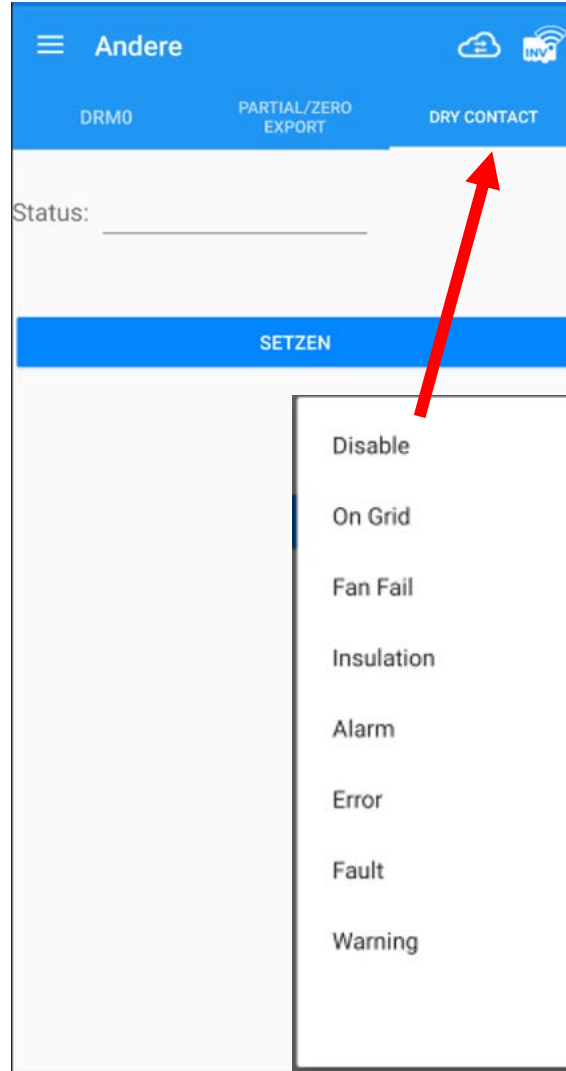 Andere
INV
DRM0
PARTIAL/ZERO
EXPORT
DRY CONTACT
Status:
SETZEN
Disable
On Grid
Fan Fail
Insulation
Alarm
Error
Fault
Warning